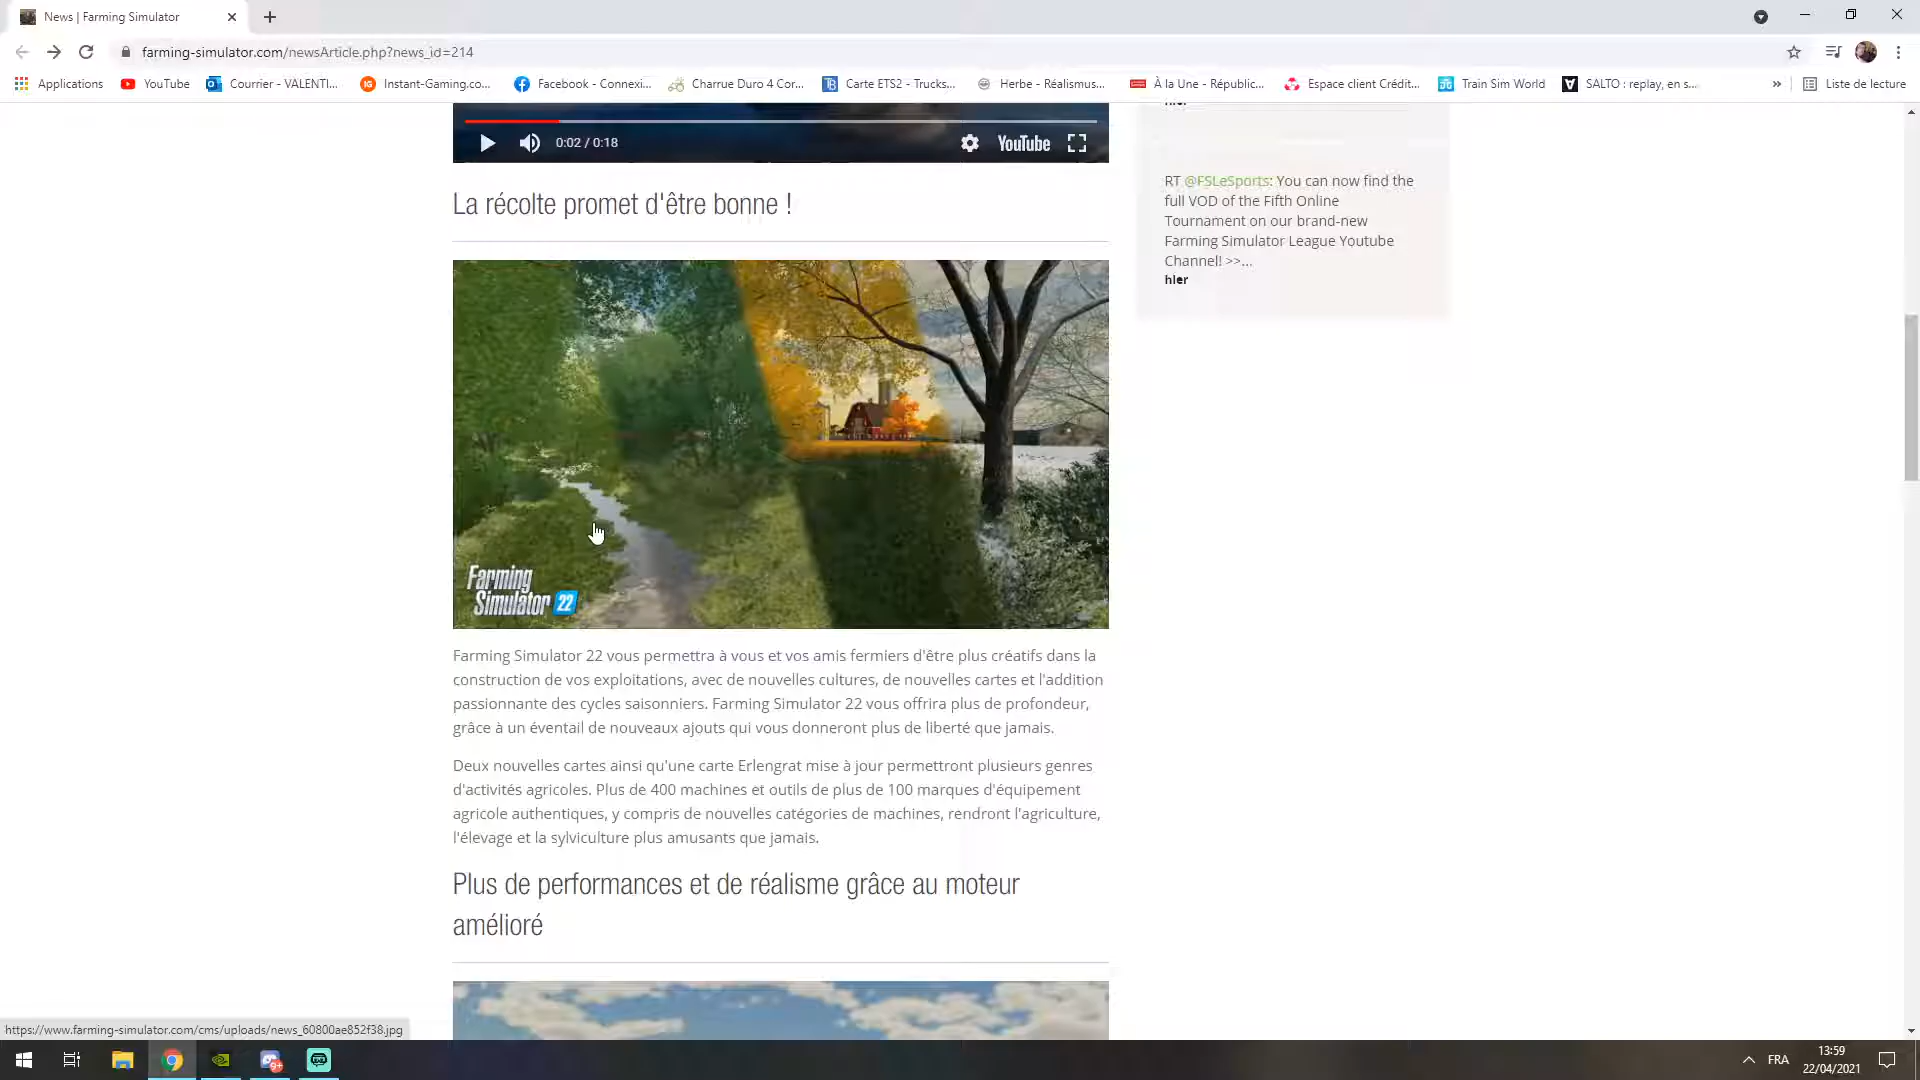 News | Farming Simulator
farming-simulator.com/newsArticle.php?news_id=214
Applications
YouTube
Courrier - VALENTI...
Instant-Gaming.co...
Facebook - Connexi...
Charrue Duro 4 Cor...
Carte ETS2 - Trucks...
Herbe - Réalismus...
À la Une - Républic...
Espace client Crédit...
Train Sim World
SALTO : replay, en s...
»
Liste de lecture
hier
0:02 / 0:18
YouTube
La récolte promet d'être bonne !
RT @FSLeSports: You can now find the
full VOD of the Fifth Online
Tournament on our brand-new
Farming Simulator League Youtube
Channel! >>...
hier
Farming
Simulator 22
Farming Simulator 22 vous permettra à vous et vos amis fermiers d'être plus créatifs dans la
construction de vos exploitations, avec de nouvelles cultures, de nouvelles cartes et l'addition
passionnante des cycles saisonniers. Farming Simulator 22 vous offrira plus de profondeur,
grâce à un éventail de nouveaux ajouts qui vous donneront plus de liberté que jamais.
Deux nouvelles cartes ainsi qu'une carte Erlengrat mise à jour permettront plusieurs genres
d'activités agricoles. Plus de 400 machines et outils de plus de 100 marques d'équipement
agricole authentiques, y compris de nouvelles catégories de machines, rendront l'agriculture,
l'élevage et la sylviculture plus amusants que jamais.
Plus de performances et de réalisme grâce au moteur
amélioré
https://www.farming-simulator.com/cms/uploads/news_60800ae852f38.jpg
9+
FRA
13:59
22/04/2021